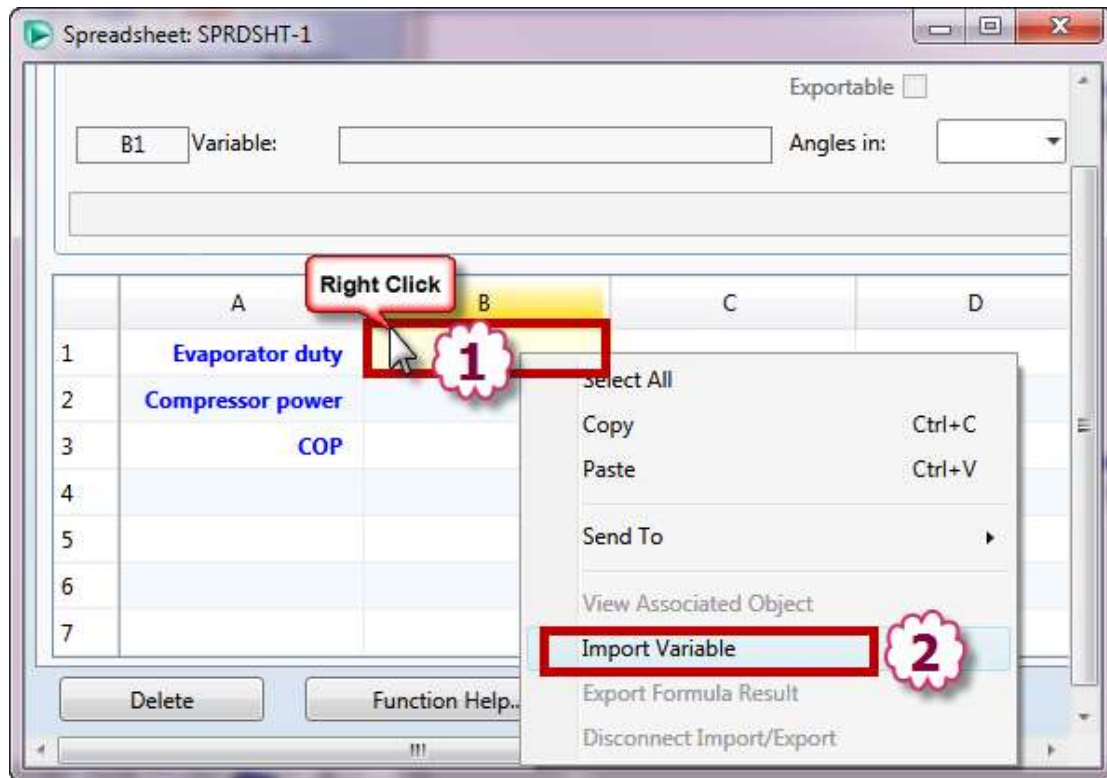 Spreadsheet: SPRDSHT-1
Exportable
B1 Variable: Angles in:
Right Click
A B C D
1 Evaporator duty 1
2 Compressor power
3 COP
4
5
6
7
Select All
Copy Ctrl+C
Paste Ctrl+V
Send To
View Associated Object
Import Variable 2
Export Formula Result
Disconnect Import/Export
Delete Function Help..